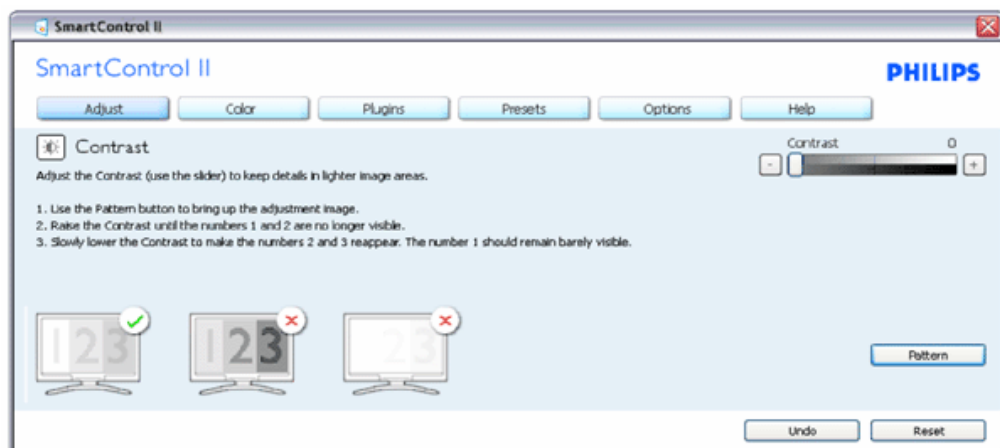 SmartControl II
SmartControl II
PHILIPS
Adjust Color Plugins Presets Options Help
Contrast
Contrast 0
- +
Adjust the Contrast (use the slider) to keep details in lighter image areas.
1. Use the Pattern button to bring up the adjustment image.
2. Raise the Contrast until the numbers 1 and 2 are no longer visible.
3. Slowly lower the Contrast to make the numbers 2 and 3 reappear. The number 1 should remain barely visible.
123 123 23
Pattern
Undo Reset